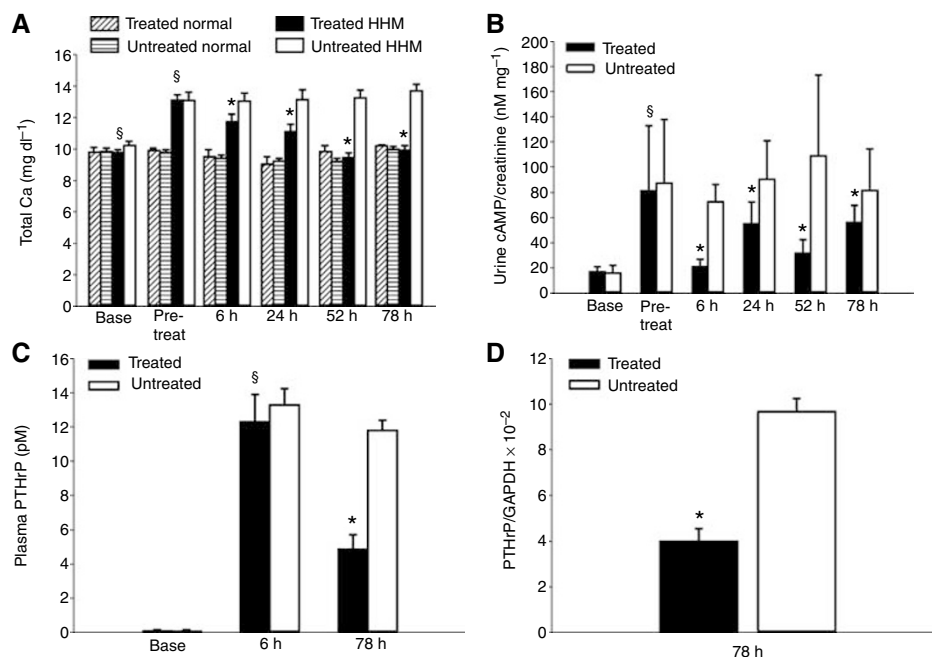 A
Treated normal
Treated HHM
Untreated normal
Untreated HHM
Total Ca (mg dl⁻¹)
16
14
12
10
8
6
4
2
0
§
§
*
*
*
*
Base
Pre-
treat
6 h
24 h
52 h
78 h
B
Treated
Untreated
Urine cAMP/creatinine (nM mg⁻¹)
200
180
160
140
120
100
80
60
40
20
0
§
*
*
*
*
Base
Pre-
treat
6 h
24 h
52 h
78 h
C
Treated
Untreated
Plasma PTHrP (pM)
16
14
12
10
8
6
4
2
0
§
*
Base
6 h
78 h
D
Treated
Untreated
PTHrP/GAPDH × 10⁻²
12
10
8
6
4
2
0
*
78 h